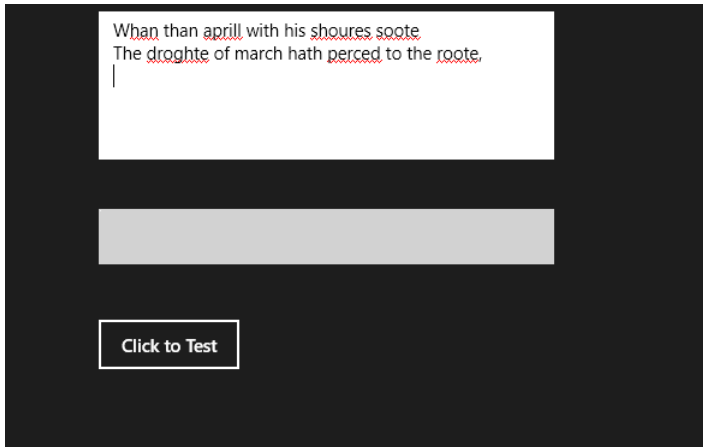 Whan than aprill with his shoures soote
The droghte of march hath perced to the roote,
Click to Test